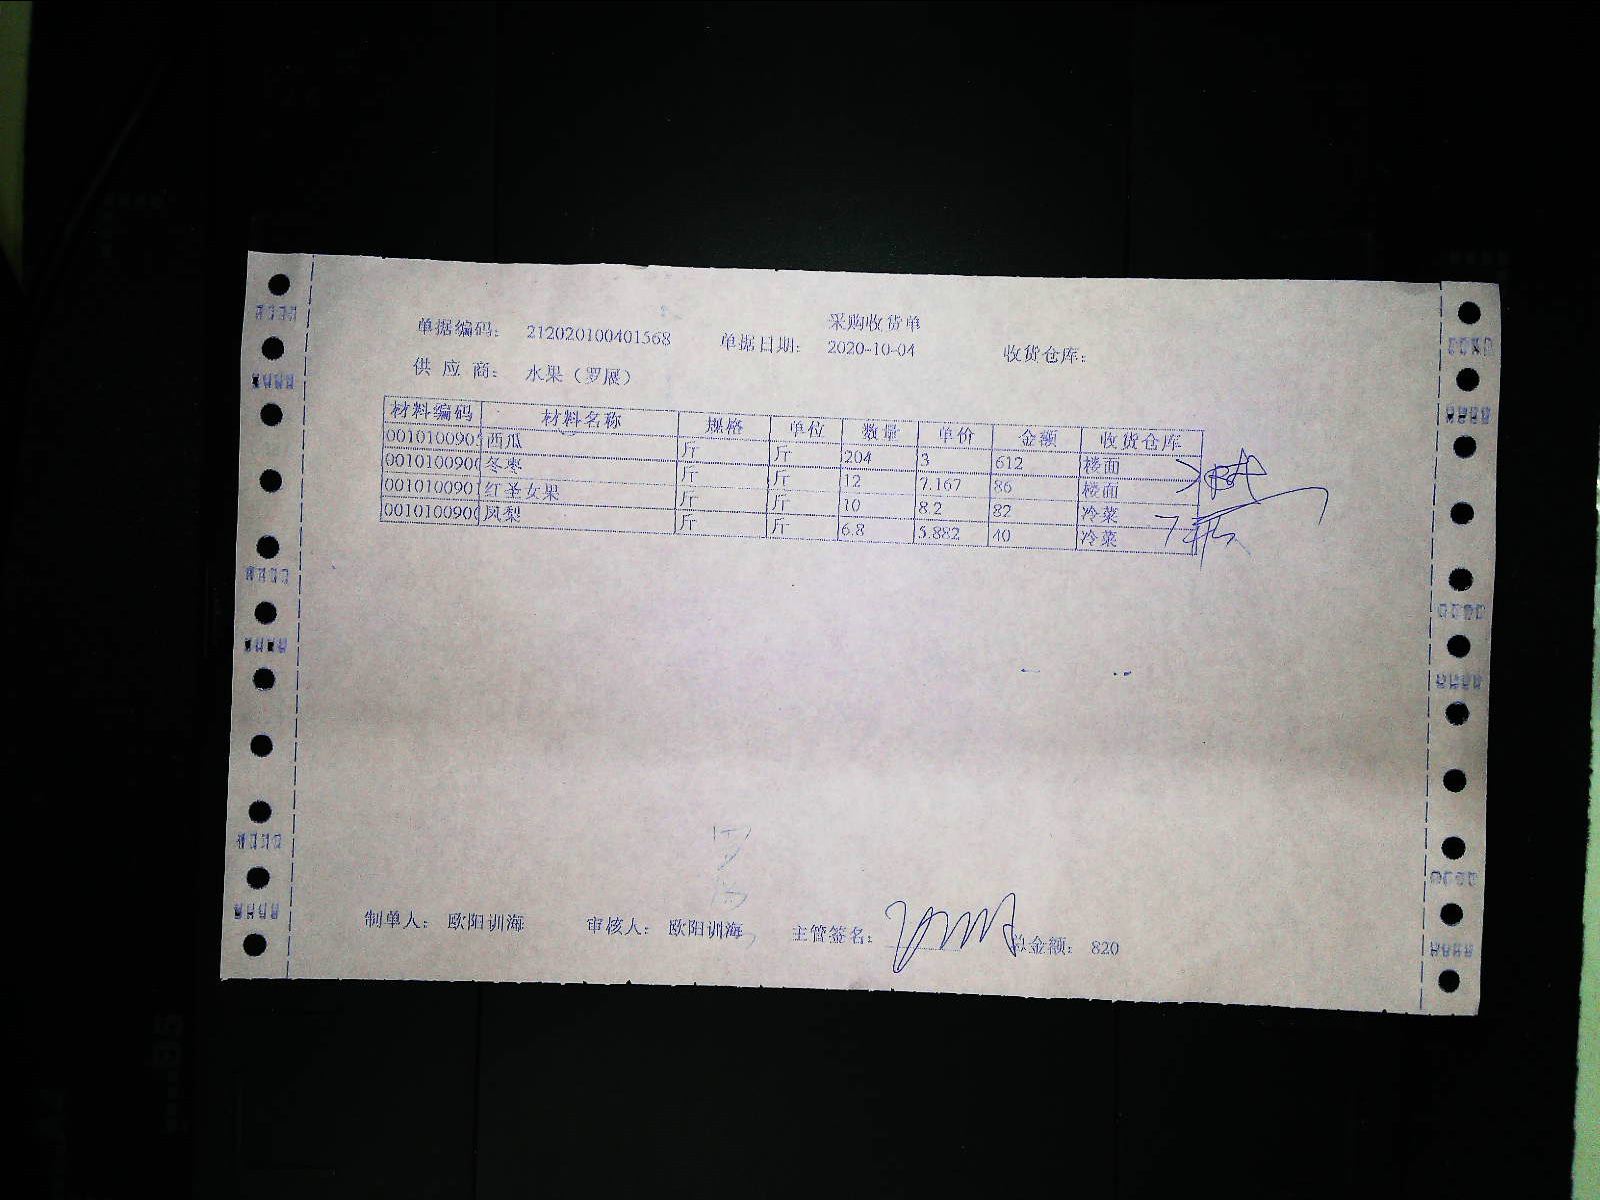 采购收货单
单据编码: 212020100401568 单据日期: 2020-10-04 收货仓库:
供 应 商: 水果（罗展）
材料编码 材料名称 规格 单位 数量 单价 金额 收货仓库
001010090 西瓜 斤 斤 204 3 612 楼面
001010090 冬枣 斤 斤 12 7.167 86 楼面
001010090 红圣女果 斤 斤 10 8.2 82 冷菜
001010090 凤梨 斤 斤 6.8 5.882 40 冷菜
制单人: 欧阳训海 审核人: 欧阳训海 主管签名: 总金额: 820